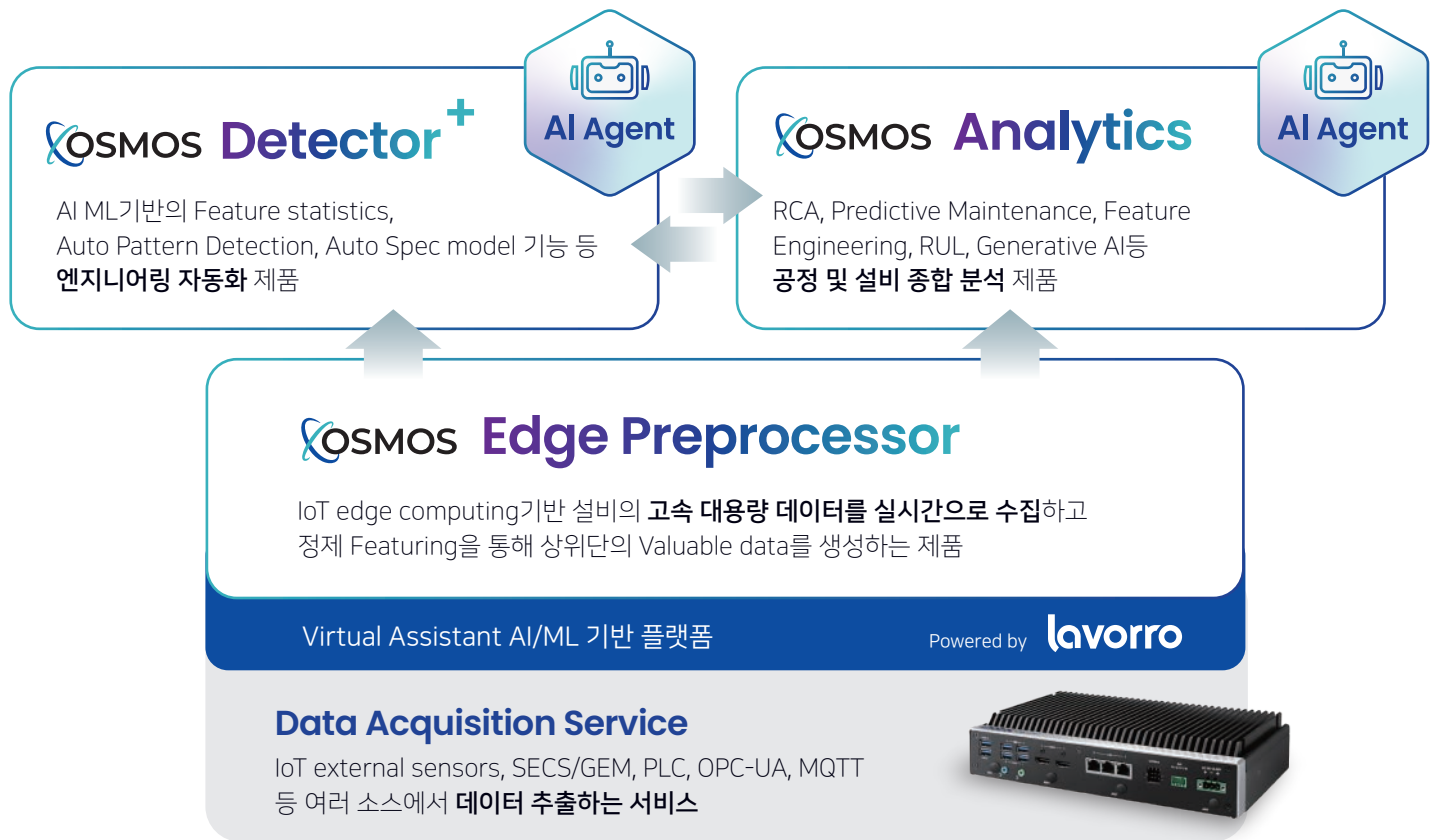 KOSMOS Detector+
AI Agent
AI ML기반의 Feature statistics,
Auto Pattern Detection, Auto Spec model 기능 등
엔지니어링 자동화 제품
KOSMOS Analytics
AI Agent
RCA, Predictive Maintenance, Feature
Engineering, RUL, Generative AI등
공정 및 설비 종합 분석 제품
KOSMOS Edge Preprocessor
IoT edge computing기반 설비의 고속 대용량 데이터를 실시간으로 수집하고
정제 Featuring을 통해 상위단의 Valuable data를 생성하는 제품
Virtual Assistant AI/ML 기반 플랫폼
Powered by lavorro
Data Acquisition Service
IoT external sensors, SECS/GEM, PLC, OPC-UA, MQTT
등 여러 소스에서 데이터 추출하는 서비스